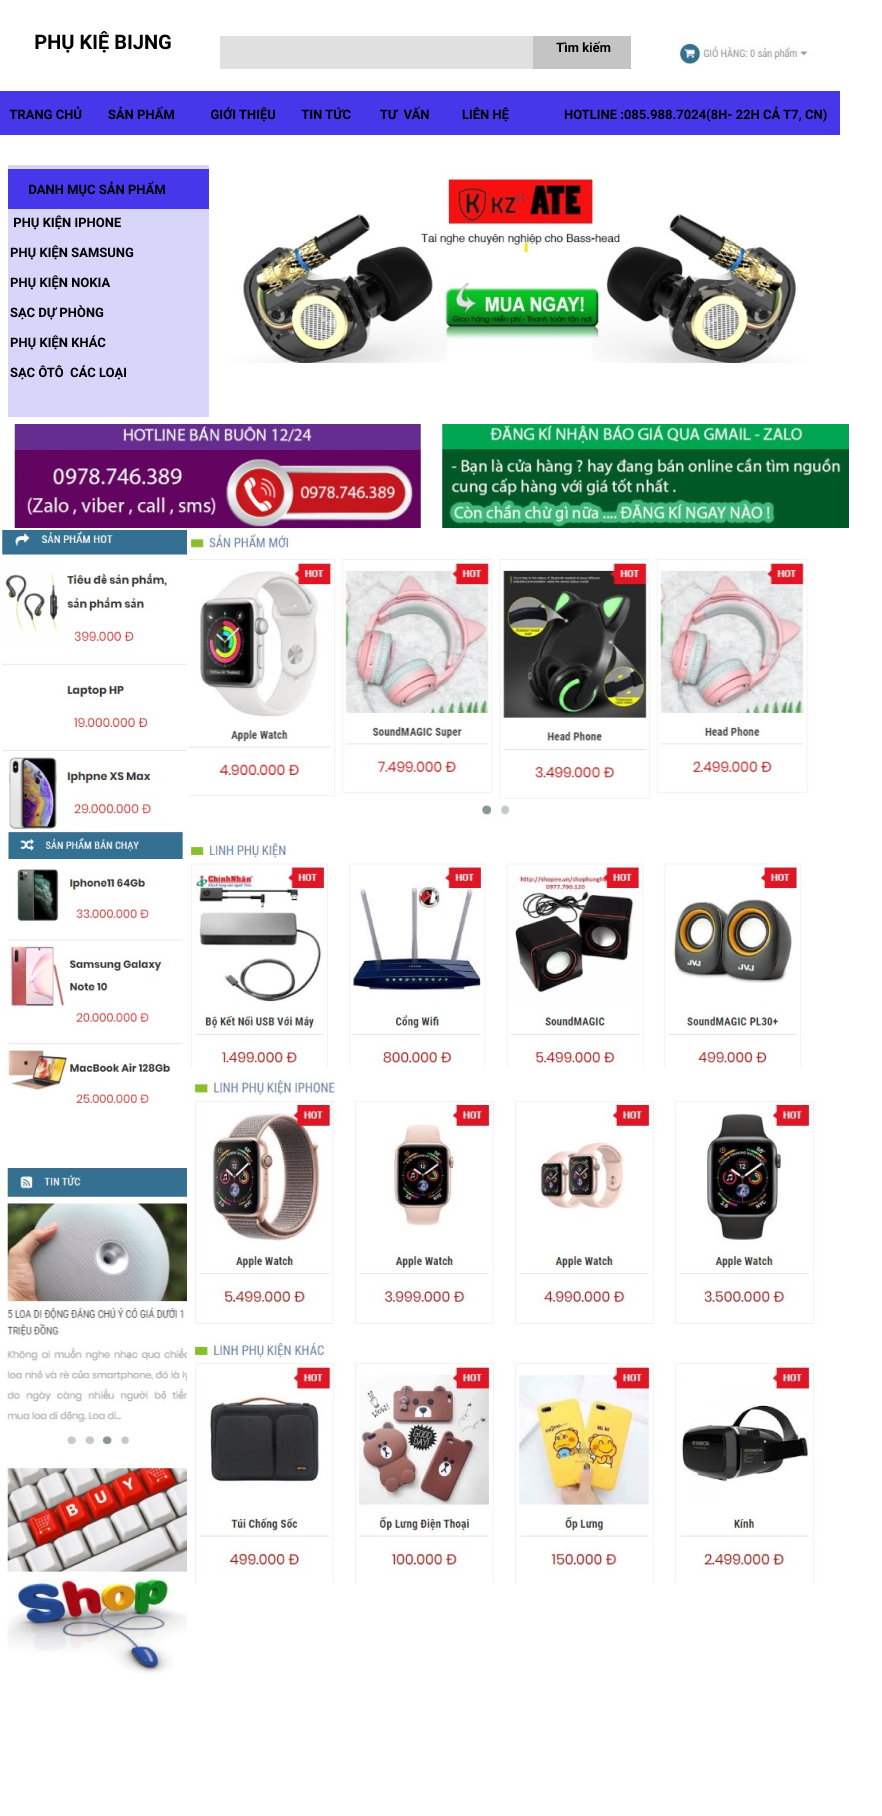 PHỤ KIỆ BIJNG
Tìm kiếm
GIỎ HÀNG: 0 sản phẩm
TRANG CHỦ SẢN PHẨM GIỚI THIỆU TIN TỨC TƯ VẤN LIÊN HỆ HOTLINE :085.988.7024(8H- 22H CẢ T7, CN)
DANH MỤC SẢN PHẨM
PHỤ KIỆN IPHONE
PHỤ KIỆN SAMSUNG
PHỤ KIỆN NOKIA
SẠC DỰ PHÒNG
PHỤ KIỆN KHÁC
SẠC ÔTÔ CÁC LOẠI
KZ ATE
Tai nghe chuyên nghiệp cho Bass-head
MUA NGAY!
Giao hàng miễn phí - Thanh toán tận nơi
HOTLINE BÁN BUÔN 12/24
0978.746.389
(Zalo , viber , call , sms)
0978.746.389
ĐĂNG KÍ NHẬN BÁO GIÁ QUA GMAIL - ZALO
- Bạn là cửa hàng ? hay đang bán online cần tìm nguồn
cung cấp hàng với giá tốt nhất .
Còn chần chừ gì nữa .... ĐĂNG KÍ NGAY NÀO !
SẢN PHẨM HOT
Tiêu đề sản phẩm,
sản phẩm sản
399.000 Đ
Laptop HP
19.000.000 Đ
Iphpne XS Max
29.000.000 Đ
SẢN PHẨM BÁN CHẠY
Iphone11 64Gb
33.000.000 Đ
Samsung Galaxy
Note 10
20.000.000 Đ
MacBook Air 128Gb
25.000.000 Đ
TIN TỨC
5 LOA DI ĐỘNG ĐÁNG CHÚ Ý CÓ GIÁ DƯỚI 1
TRIỆU ĐỒNG
Không ai muốn nghe nhạc qua chiếc
loa nhỏ và rè của smartphone, đó là lý
do ngày càng nhiều người bỏ tiền
mua loa di động. Loa di...
BUY
Shop
SẢN PHẨM MỚI
HOT HOT HOT HOT
Apple Watch SoundMAGIC Super Head Phone Head Phone
4.900.000 Đ 7.499.000 Đ 3.499.000 Đ 2.499.000 Đ
LINH PHỤ KIỆN
HOT HOT HOT HOT
ChinhNhân
http://shopee.vn/shophungh
0977.790.120
JVJ JVJ
Bộ Kết Nối USB Với Máy Cổng Wifi SoundMAGIC SoundMAGIC PL30+
1.499.000 Đ 800.000 Đ 5.499.000 Đ 499.000 Đ
LINH PHỤ KIỆN IPHONE
HOT HOT HOT HOT
Apple Watch Apple Watch Apple Watch Apple Watch
5.499.000 Đ 3.999.000 Đ 4.990.000 Đ 3.500.000 Đ
LINH PHỤ KIỆN KHÁC
HOT HOT HOT HOT
WOW!
GOOD
DAY!
Túi Chống Sốc Ốp Lưng Điện Thoại Ốp Lưng Kính
499.000 Đ 100.000 Đ 150.000 Đ 2.499.000 Đ